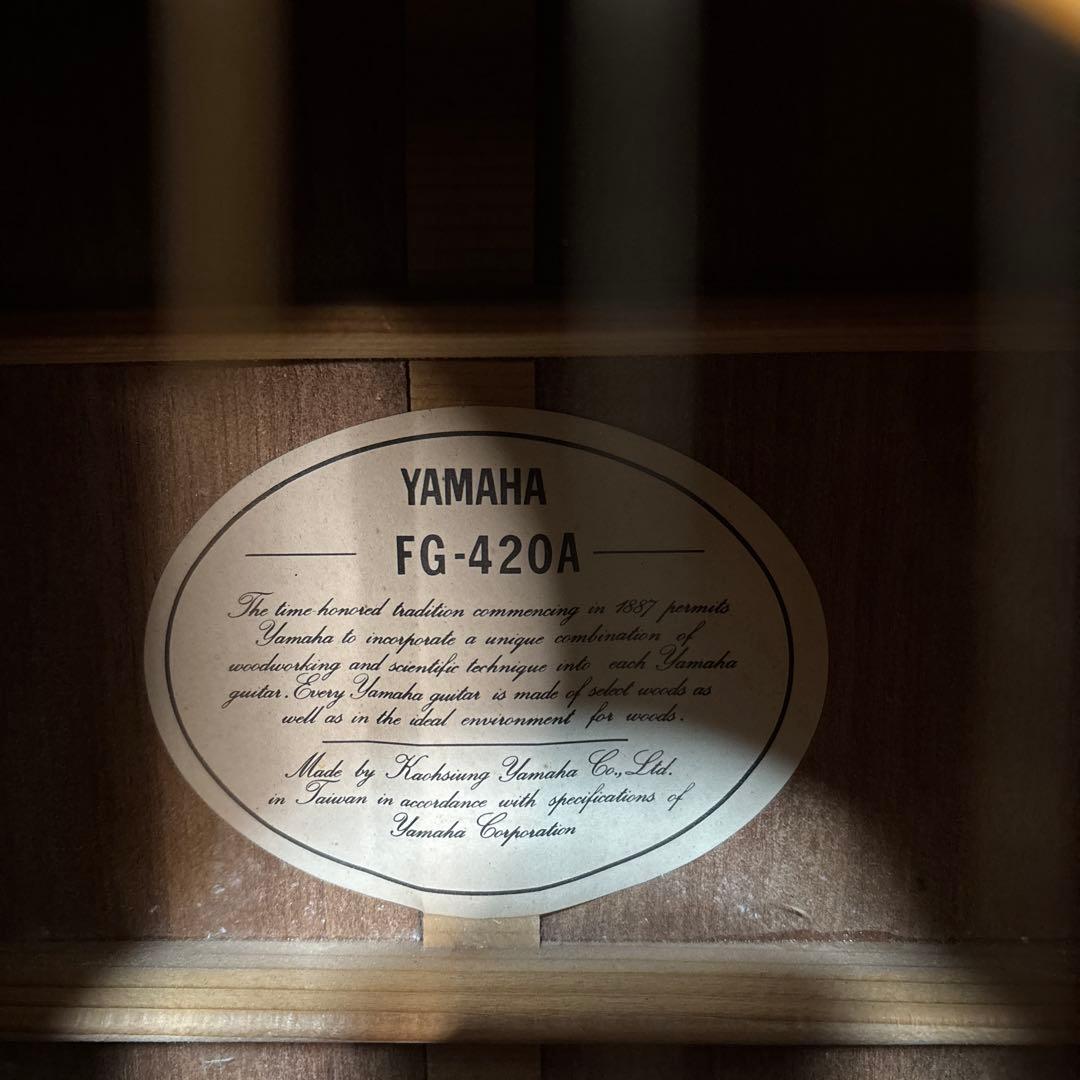 YAMAHA
FG-420A
The time-honored tradition commencing in 1887 permits
Yamaha to incorporate a unique combination of
woodworking and scientific technique into each Yamaha
guitar. Every Yamaha guitar is made of select woods as
well as in the ideal environment for woods.
Made by Kaohsiung Yamaha Co., Ltd.
in Taiwan in accordance with specifications of
Yamaha Corporation